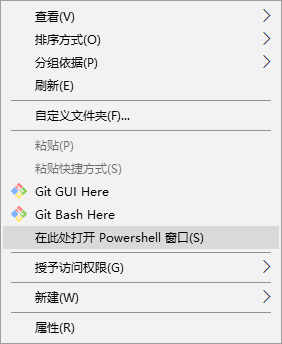 查看(V)
排序方式(O)
分组依据(P)
刷新(E)
自定义文件夹(F)...
粘贴(P)
粘贴快捷方式(S)
Git GUI Here
Git Bash Here
在此处打开 Powershell 窗口(S)
授予访问权限(G)
新建(W)
属性(R)